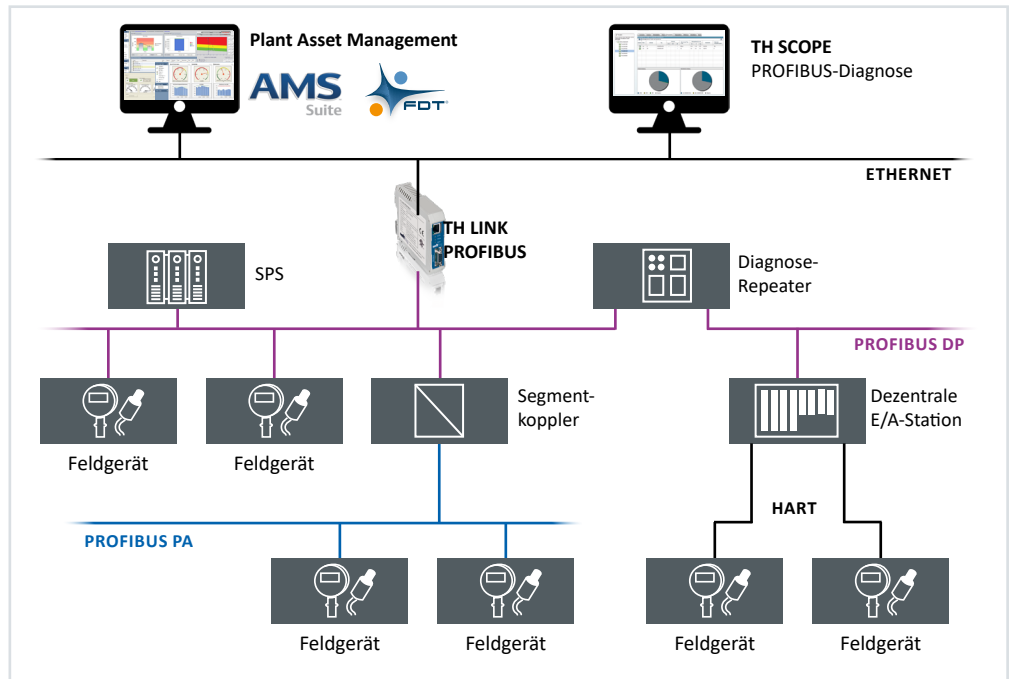 Plant Asset Management
AMS
Suite
FDT
TH SCOPE
PROFIBUS-Diagnose
ETHERNET
TH LINK
PROFIBUS
SPS
Diagnose-
Repeater
PROFIBUS DP
Feldgerät
Feldgerät
Segment-
koppler
Dezentrale
E/A-Station
HART
PROFIBUS PA
Feldgerät
Feldgerät
Feldgerät
Feldgerät